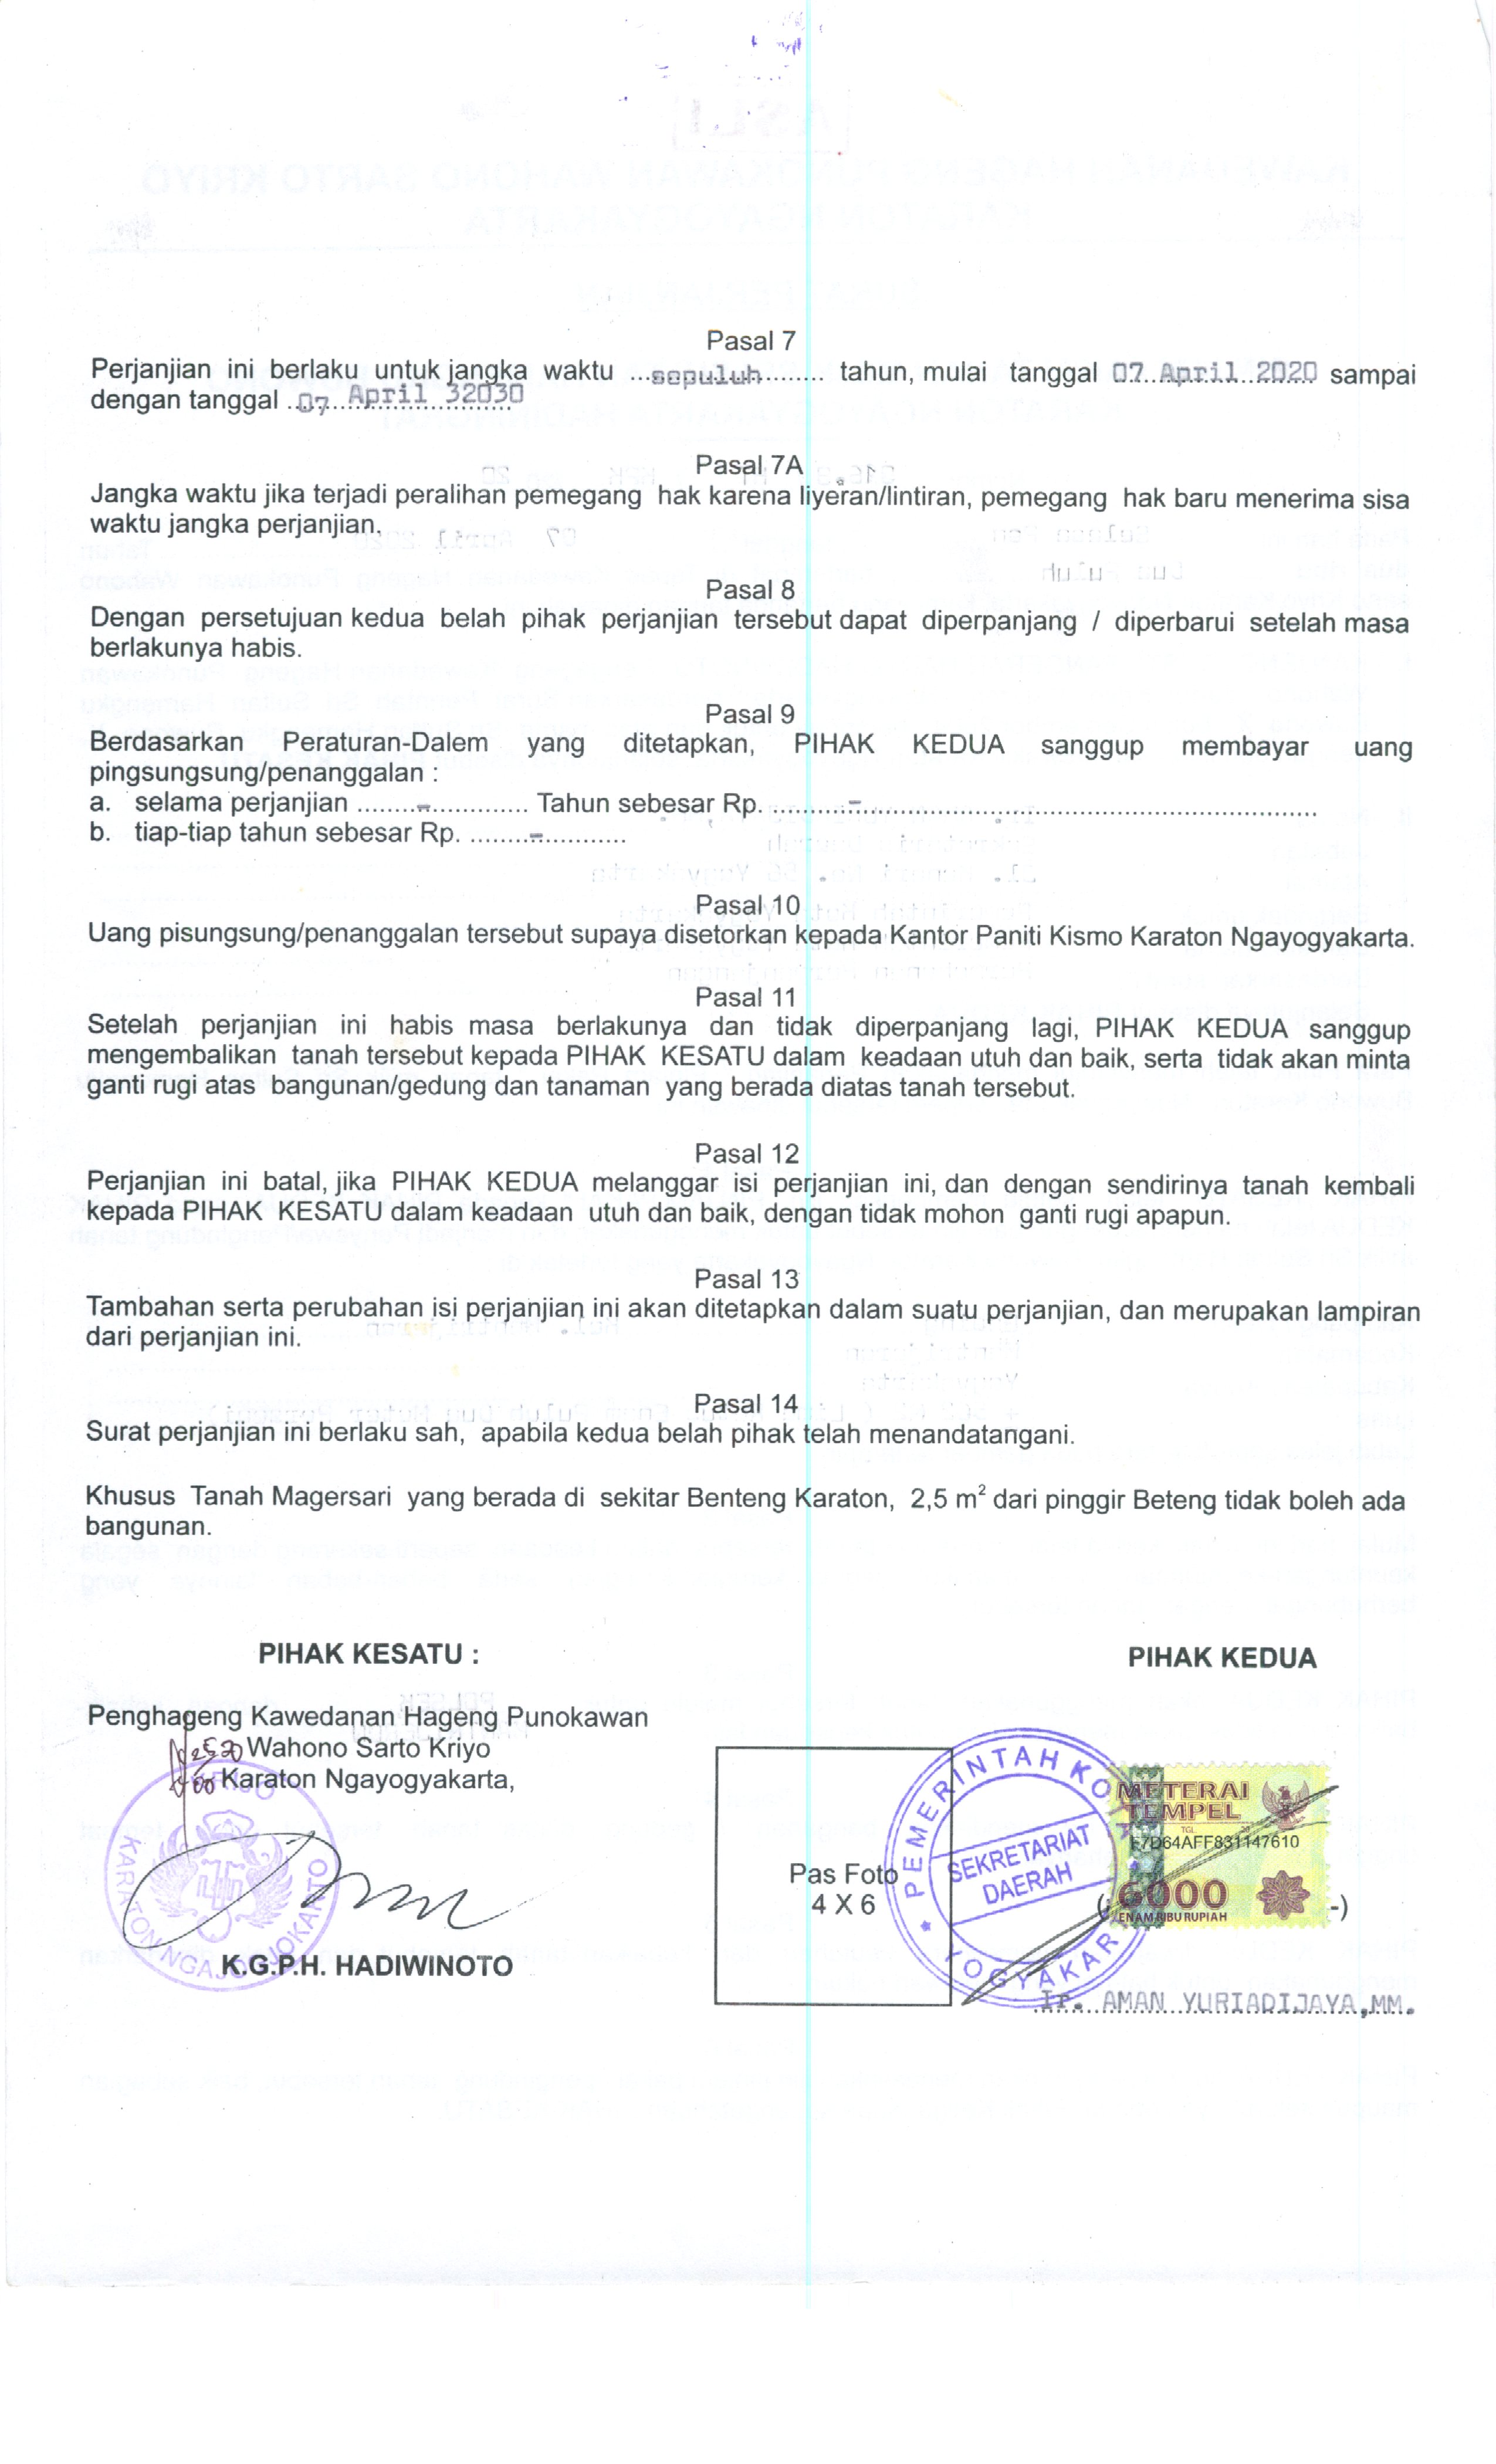 Pasal 7
Perjanjian ini berlaku untuk jangka waktu ...sepuluh......... tahun, mulai tanggal 07...April...2020 sampai
dengan tanggal ..07....April 32030
Pasal 7A
Jangka waktu jika terjadi peralihan pemegang hak karena liyeran/lintiran, pemegang hak baru menerima sisa
waktu jangka perjanjian.
Pasal 8
Dengan persetujuan kedua belah pihak perjanjian tersebut dapat diperpanjang / diperbarui setelah masa
berlakunya habis.
Pasal 9
Berdasarkan Peraturan-Dalem yang ditetapkan, PIHAK KEDUA sanggup membayar uang
pingsungsung/penanggalan :
a. selama perjanjian ........-............. Tahun sebesar Rp. ..........-..........................................................
b. tiap-tiap tahun sebesar Rp. ........-...........
Pasal 10
Uang pisungsung/penanggalan tersebut supaya disetorkan kepada Kantor Paniti Kismo Karaton Ngayogyakarta.
Pasal 11
Setelah perjanjian ini habis masa berlakunya dan tidak diperpanjang lagi, PIHAK KEDUA sanggup
mengembalikan tanah tersebut kepada PIHAK KESATU dalam keadaan utuh dan baik, serta tidak akan minta
ganti rugi atas bangunan/gedung dan tanaman yang berada diatas tanah tersebut.
Pasal 12
Perjanjian ini batal, jika PIHAK KEDUA melanggar isi perjanjian ini, dan dengan sendirinya tanah kembali
kepada PIHAK KESATU dalam keadaan utuh dan baik, dengan tidak mohon ganti rugi apapun.
Pasal 13
Tambahan serta perubahan isi perjanjian ini akan ditetapkan dalam suatu perjanjian, dan merupakan lampiran
dari perjanjian ini.
Pasal 14
Surat perjanjian ini berlaku sah, apabila kedua belah pihak telah menandatangani.
Khusus Tanah Magersari yang berada di sekitar Benteng Karaton, 2,5 m² dari pinggir Beteng tidak boleh ada
bangunan.
PIHAK KESATU :
Penghageng Kawedanan Hageng Punokawan
Wahono Sarto Kriyo
Karaton Ngayogyakarta,
KARATON NGAJOGJOKARTO
K.G.P.H. HADIWINOTO
PIHAK KEDUA
Pas Foto
4 X 6
PEMERINTAH KOTA
SEKRETARIAT
DAERAH
YOGYAKARTA
METERAI
TEMPEL
TGL. 20
F7D64AFF831147610
6000
ENAM RIBU RUPIAH
( -)
Ir. AMAN YURIADIJAYA,MM.